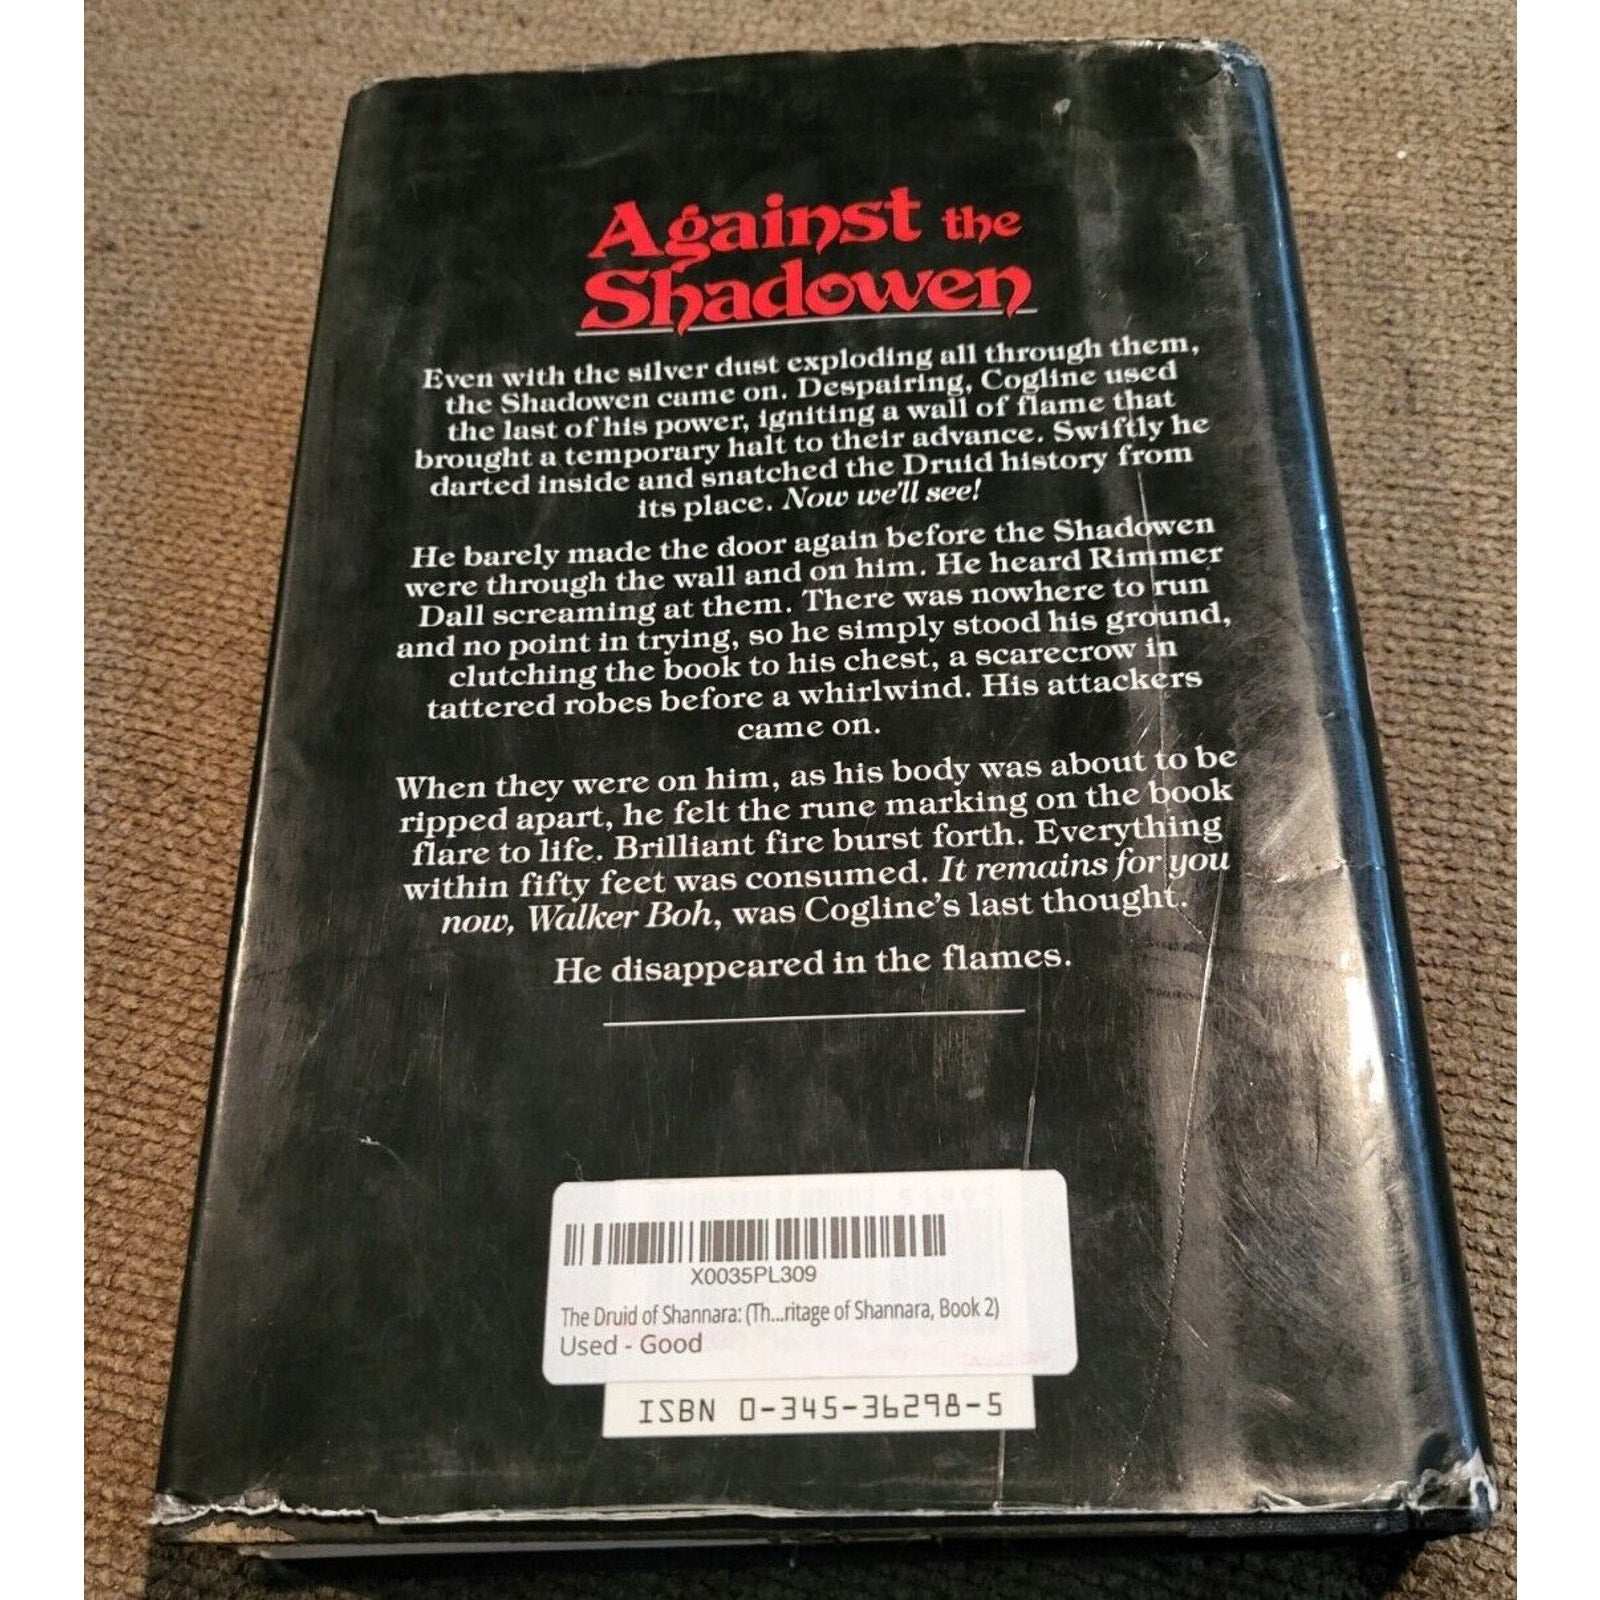 Against the
Shadowen
Even with the silver dust exploding all through them,
the Shadowen came on. Despairing, Cogline used
the last of his power, igniting a wall of flame that
brought a temporary halt to their advance. Swiftly he
darted inside and snatched the Druid history from
its place. Now we'll see!
He barely made the door again before the Shadowen
were through the wall and on him. He heard Rimmer
Dall screaming at them. There was nowhere to run
and no point in trying, so he simply stood his ground,
clutching the book to his chest, a scarecrow in
tattered robes before a whirlwind. His attackers
came on.
When they were on him, as his body was about to be
ripped apart, he felt the rune marking on the book
flare to life. Brilliant fire burst forth. Everything
within fifty feet was consumed. It remains for you
now, Walker Boh, was Cogline's last thought.
He disappeared in the flames.
X0035PL309
The Druid of Shannara: (Th...ritage of Shannara, Book 2)
Used - Good
ISBN 0-345-36298-5